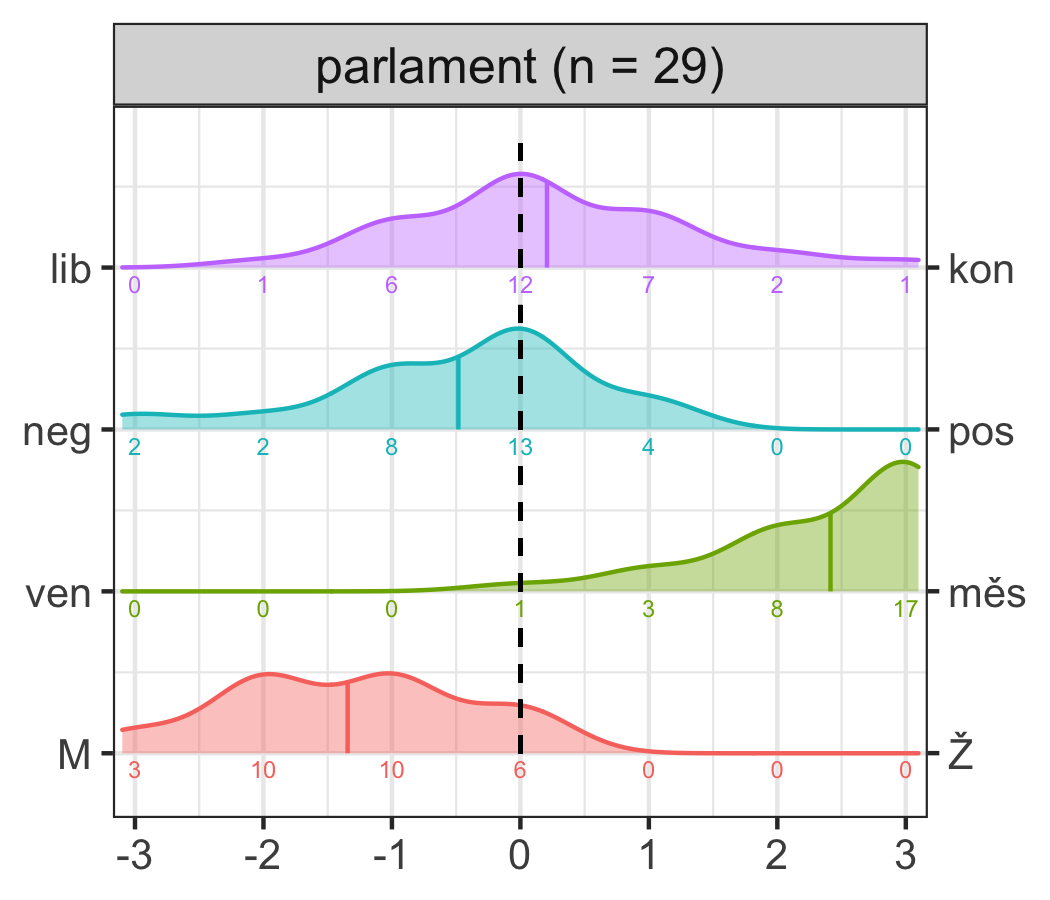 parlament (n = 29)
lib kon
0 1 6 12 7 2 1
neg pos
2 2 8 13 4 0 0
ven měs
0 0 0 1 3 8 17
M Ž
3 10 10 6 0 0 0
-3 -2 -1 0 1 2 3